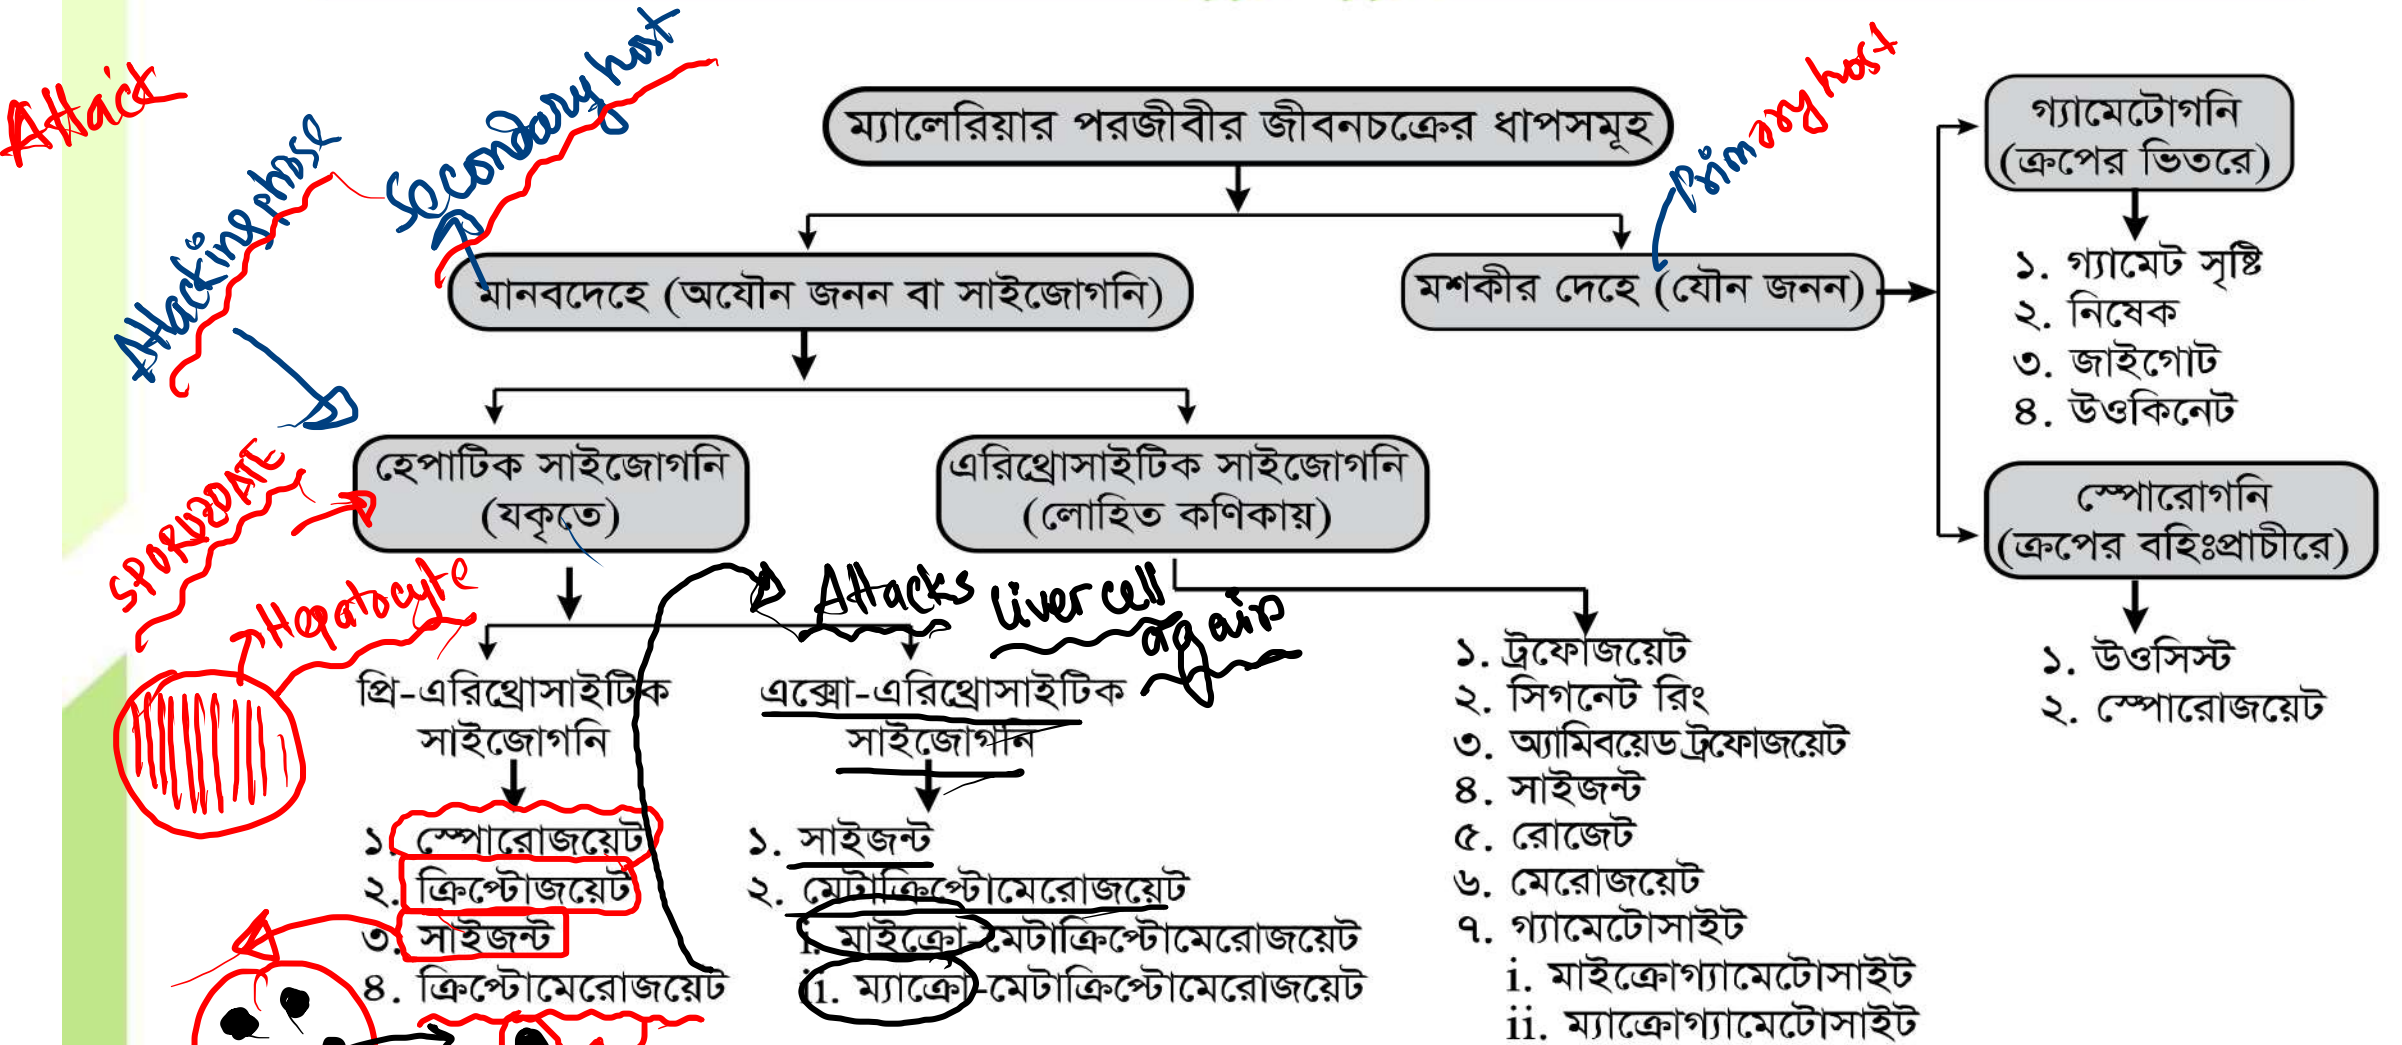 Attack
Attacking phase
Secondary host
ম্যালেরিয়ার পরজীবীর জীবনচক্রের ধাপসমূহ
Primary host
মানবদেহে (অযৌন জনন বা সাইজোগনি)
মশকীর দেহে (যৌন জনন)
গ্যামেটোগনি
(ক্রপের ভিতরে)
১. গ্যামেট সৃষ্টি
২. নিষেক
৩. জাইগোট
৪. উওকিনেট
স্পোরোগনি
(ক্রপের বহিঃপ্রাচীরে)
১. উওসিস্ট
২. স্পোরোজয়েট
হেপাটিক সাইজোগনি
(যকৃতে)
এরিথ্রোসাইটিক সাইজোগনি
(লোহিত কণিকায়)
SPOROZOATE
Hepatocyte
Attacks liver cell
again
প্রি-এরিথ্রোসাইটিক
সাইজোগনি
১. স্পোরোজয়েট
২. ক্রিপ্টোজয়েট
৩. সাইজন্ট
৪. ক্রিপ্টোমেরোজয়েট
এক্সো-এরিথ্রোসাইটিক
সাইজোগনি
১. সাইজন্ট
২. মেটাক্রিপ্টোমেরোজয়েট
i. মাইক্রো-মেটাক্রিপ্টোমেরোজয়েট
ii. ম্যাক্রো-মেটাক্রিপ্টোমেরোজয়েট
১. ট্রফোজয়েট
২. সিগনেট রিং
৩. অ্যামিবয়েড ট্রফোজয়েট
৪. সাইজন্ট
৫. রোজেট
৬. মেরোজয়েট
৭. গ্যামেটোসাইট
i. মাইক্রোগ্যামেটোসাইট
ii. ম্যাক্রোগ্যামেটোসাইট